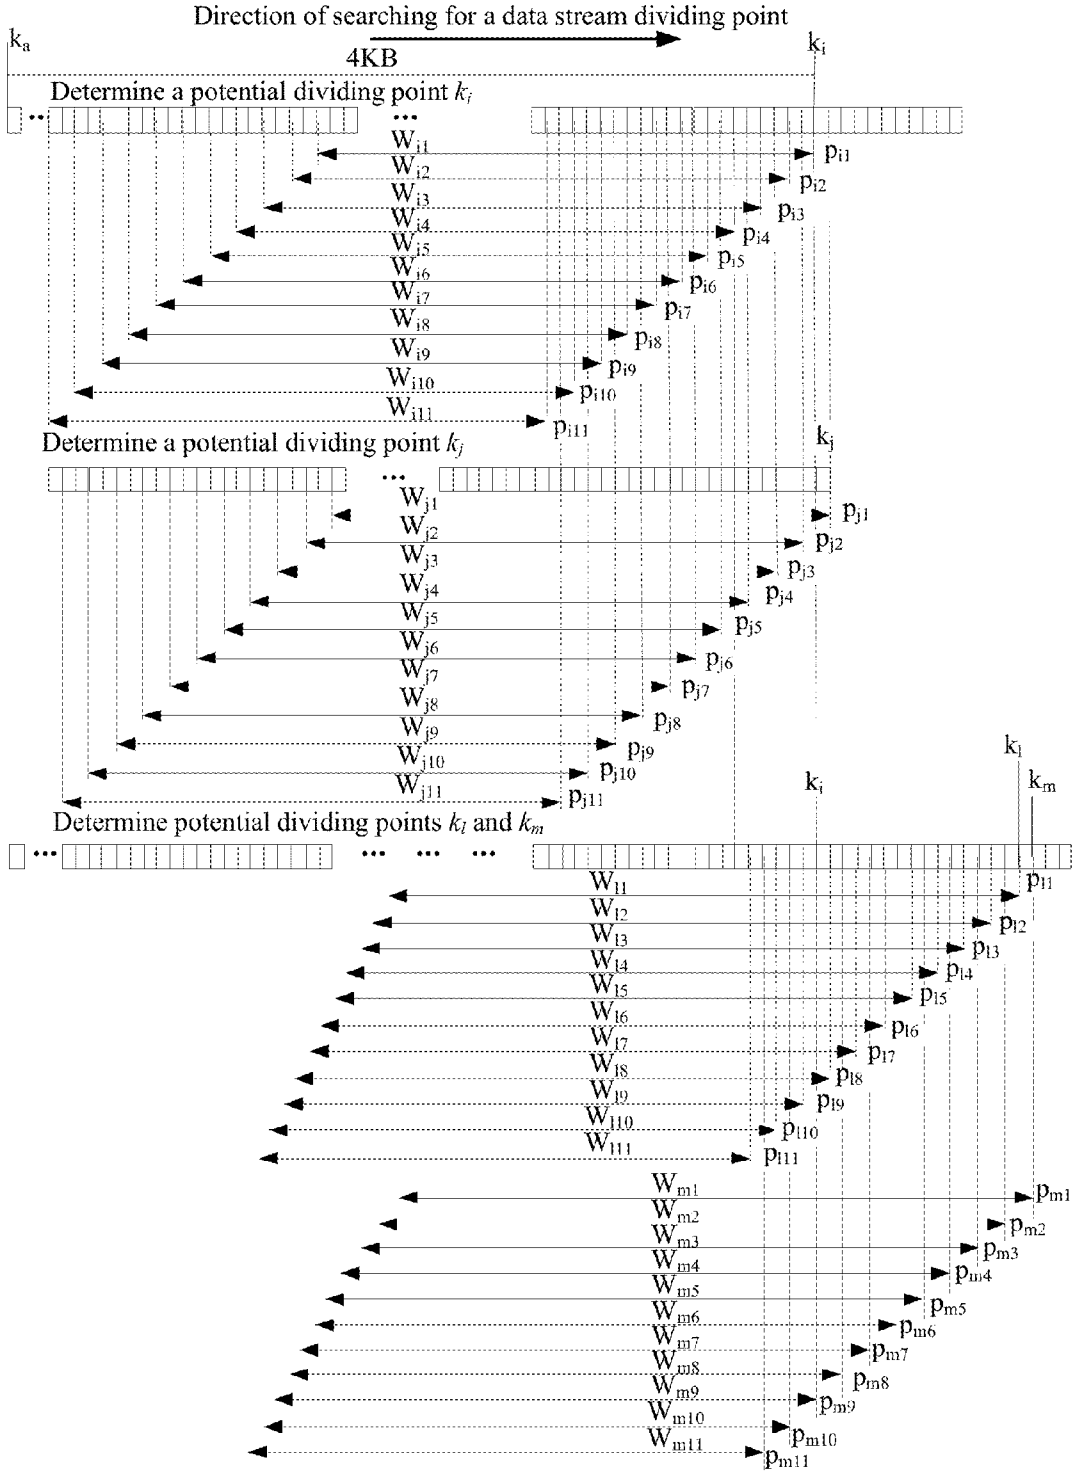 Direction of searching for a data stream dividing point
kₐ
kᵢ
4KB
Determine a potential dividing point kᵢ
...
...
Wi1
pi1
Wi2
pi2
Wi3
pi3
Wi4
pi4
Wi5
pi5
Wi6
pi6
Wi7
pi7
Wi8
pi8
Wi9
pi9
Wi10
pi10
Wi11
pi11
Determine a potential dividing point kj
kj
...
Wj1
pj1
Wj2
pj2
Wj3
pj3
Wj4
pj4
Wj5
pj5
Wj6
pj6
Wj7
pj7
Wj8
pj8
Wj9
pj9
Wj10
pj10
Wj11
pj11
kl
ki
km
Determine potential dividing points kl and km
... ... ... ...
Wl1
pl1
Wl2
pl2
Wl3
pl3
Wl4
pl4
Wl5
pl5
Wl6
pl6
Wl7
pl7
Wl8
pl8
Wl9
pl9
Wl10
pl10
Wl11
pl11
Wm1
pm1
Wm2
pm2
Wm3
pm3
Wm4
pm4
Wm5
pm5
Wm6
pm6
Wm7
pm7
Wm8
pm8
Wm9
pm9
Wm10
pm10
Wm11
pm11